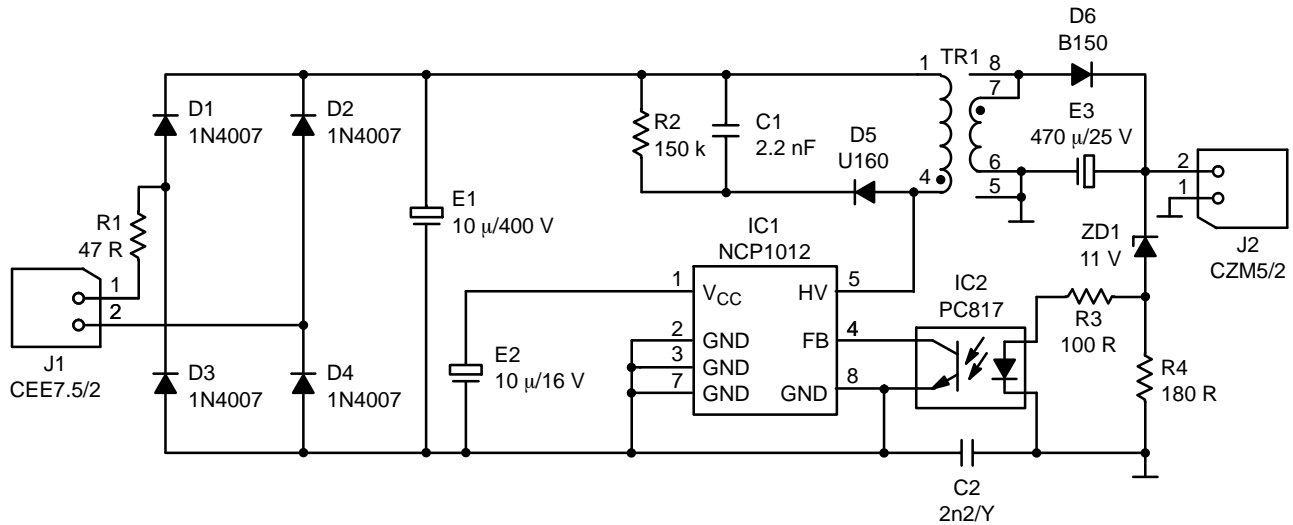 D6
B150
TR1
1
8
7
D1
1N4007
D2
1N4007
R2
150 k
C1
2.2 nF
D5
U160
E3
470 μ/25 V
4
6
5
2
1
J2
CZM5/2
R1
47 R
E1
10 μ/400 V
IC1
NCP1012
ZD1
11 V
1
2
J1
CEE7.5/2
1
VCC
HV
5
IC2
PC817
R3
100 R
2
GND
FB
4
3
GND
7
GND
GND
8
E2
10 μ/16 V
D3
1N4007
D4
1N4007
R4
180 R
C2
2n2/Y